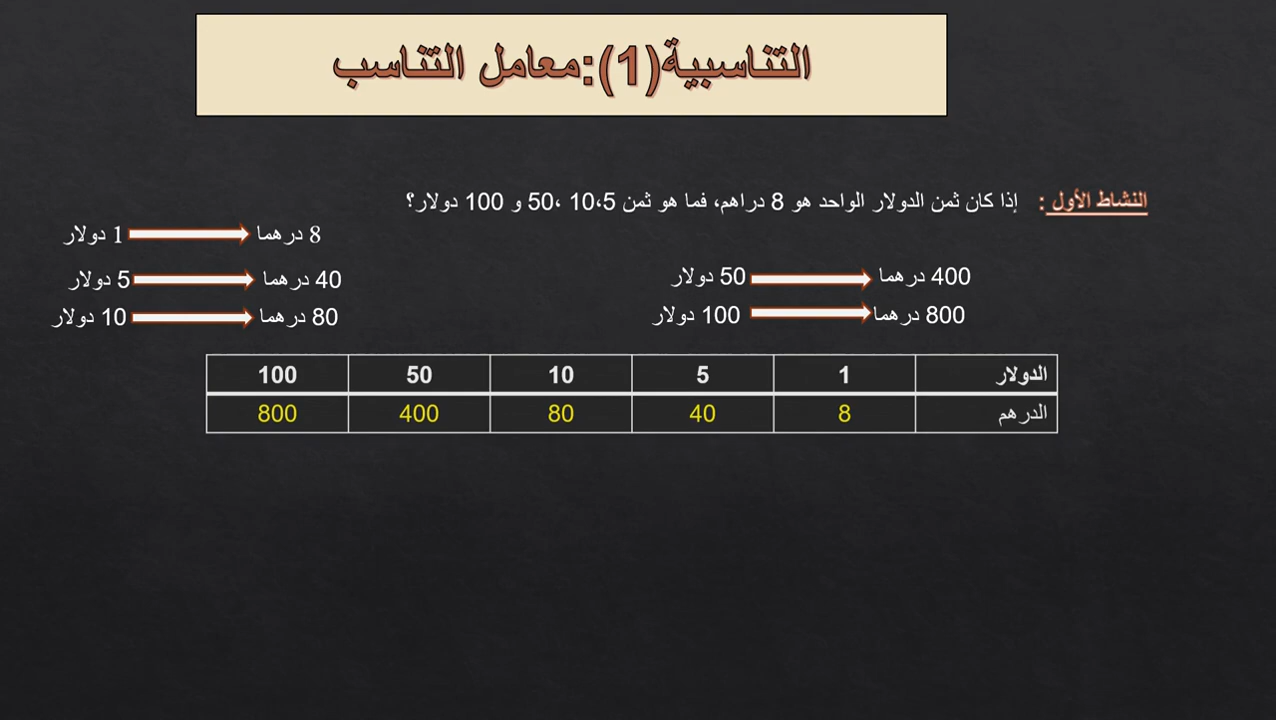 التناسبية(1):معامل التناسب
النشاط الأول : إذا كان ثمن الدولار الواحد هو 8 دراهم، فما هو ثمن 5،10 ،50 و 100 دولار؟
1 دولار 8 درهما
5 دولار 40 درهما
10 دولار 80 درهما
50 دولار 400 درهما
100 دولار 800 درهما
الدولار 1 5 10 50 100
الدرهم 8 40 80 400 800